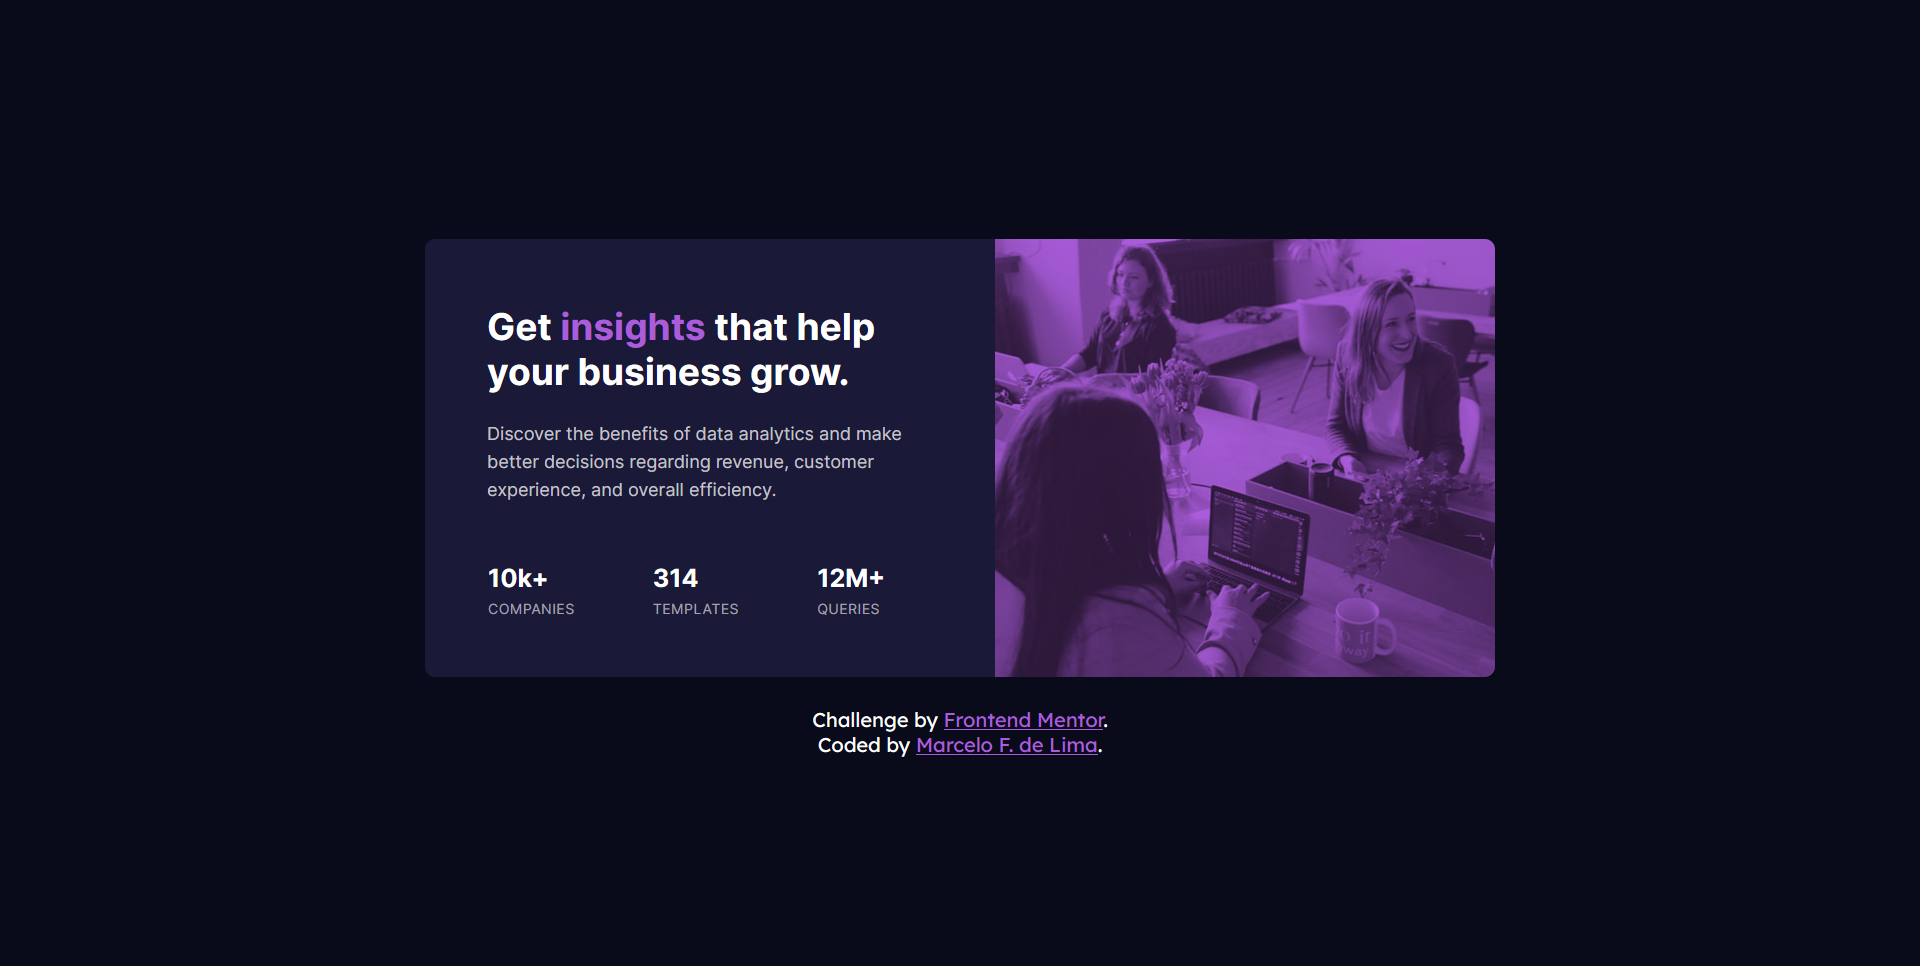 Get insights that help
your business grow.
Discover the benefits of data analytics and make
better decisions regarding revenue, customer
experience, and overall efficiency.
10k+ 314 12M+
COMPANIES TEMPLATES QUERIES
Challenge by Frontend Mentor.
Coded by Marcelo F. de Lima.